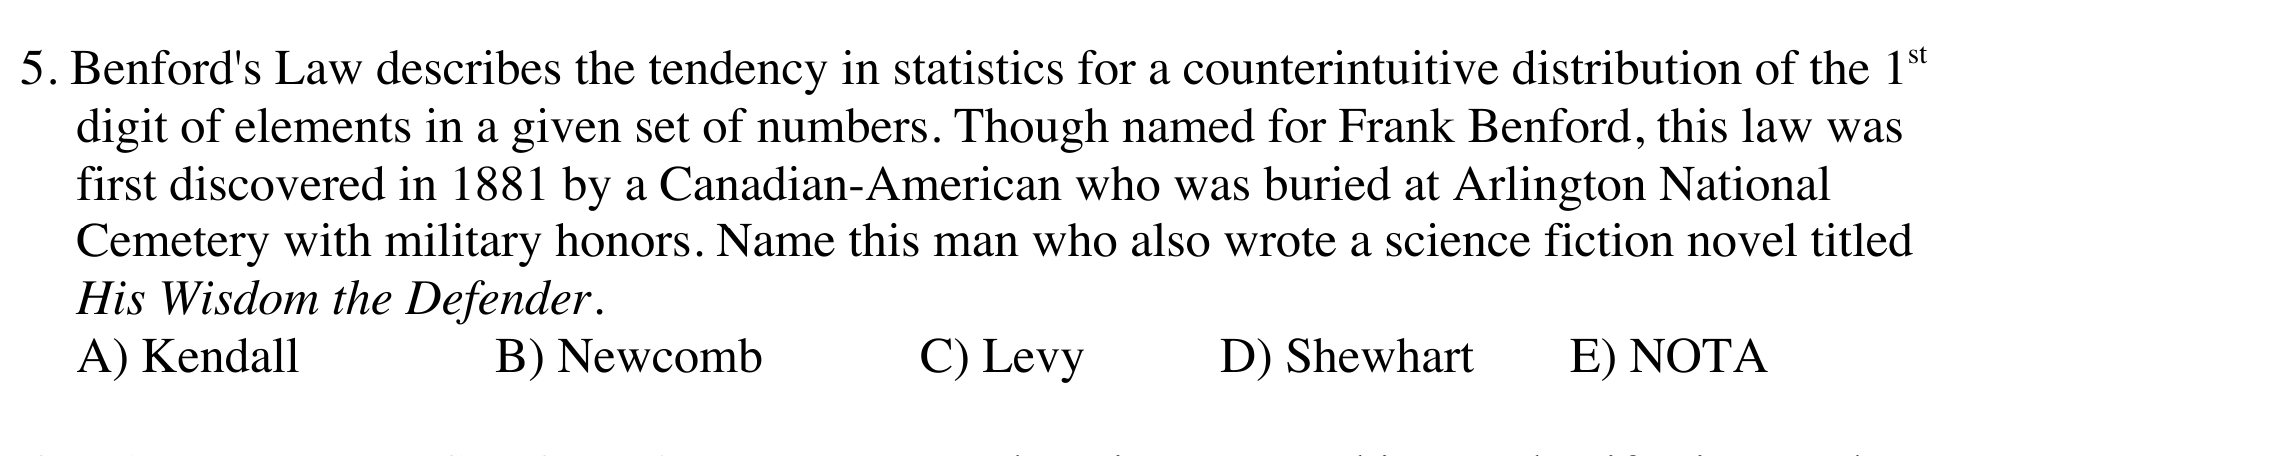 5. Benford's Law describes the tendency in statistics for a counterintuitive distribution of the 1st
digit of elements in a given set of numbers. Though named for Frank Benford, this law was
first discovered in 1881 by a Canadian-American who was buried at Arlington National
Cemetery with military honors. Name this man who also wrote a science fiction novel titled
His Wisdom the Defender.
A) Kendall B) Newcomb C) Levy D) Shewhart E) NOTA